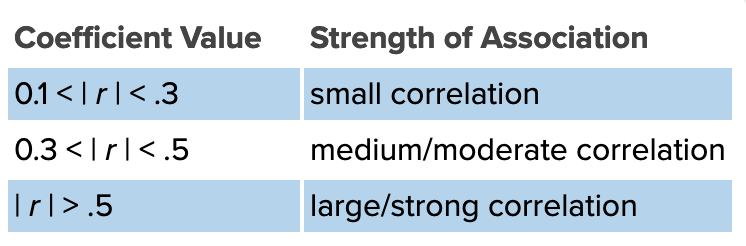 Coefficient Value Strength of Association
0.1 < | r | < .3 small correlation
0.3 < | r | < .5 medium/moderate correlation
| r | > .5 large/strong correlation